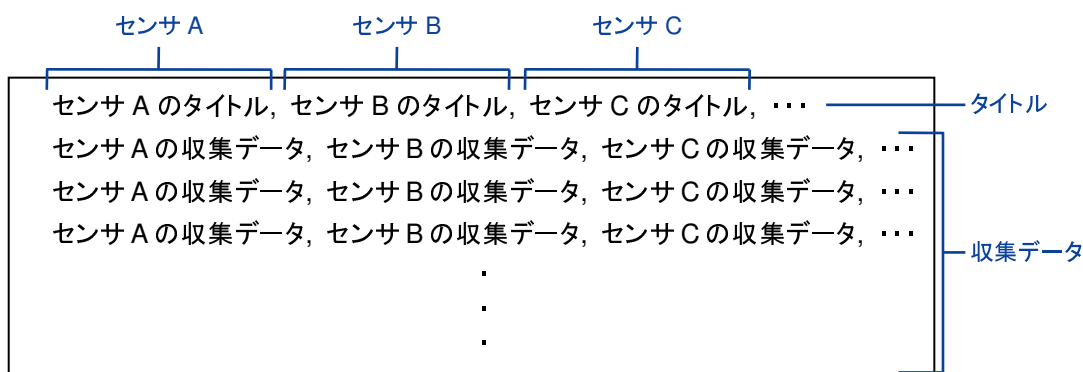 センサ A センサ B センサ C
センサ A のタイトル, センサ B のタイトル, センサ C のタイトル, ･･･ タイトル
センサ A の収集データ, センサ B の収集データ, センサ C の収集データ, ･･･
センサ A の収集データ, センサ B の収集データ, センサ C の収集データ, ･･･
センサ A の収集データ, センサ B の収集データ, センサ C の収集データ, ･･･
収集データ
･
･
･